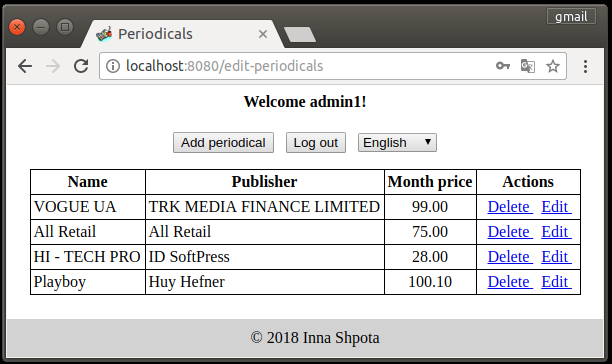 gmail
Periodicals
localhost:8080/edit-periodicals
Welcome admin1!
Add periodical Log out English
Name Publisher Month price Actions
VOGUE UA TRK MEDIA FINANCE LIMITED 99.00 Delete Edit
All Retail All Retail 75.00 Delete Edit
HI - TECH PRO ID SoftPress 28.00 Delete Edit
Playboy Huy Hefner 100.10 Delete Edit
© 2018 Inna Shpota